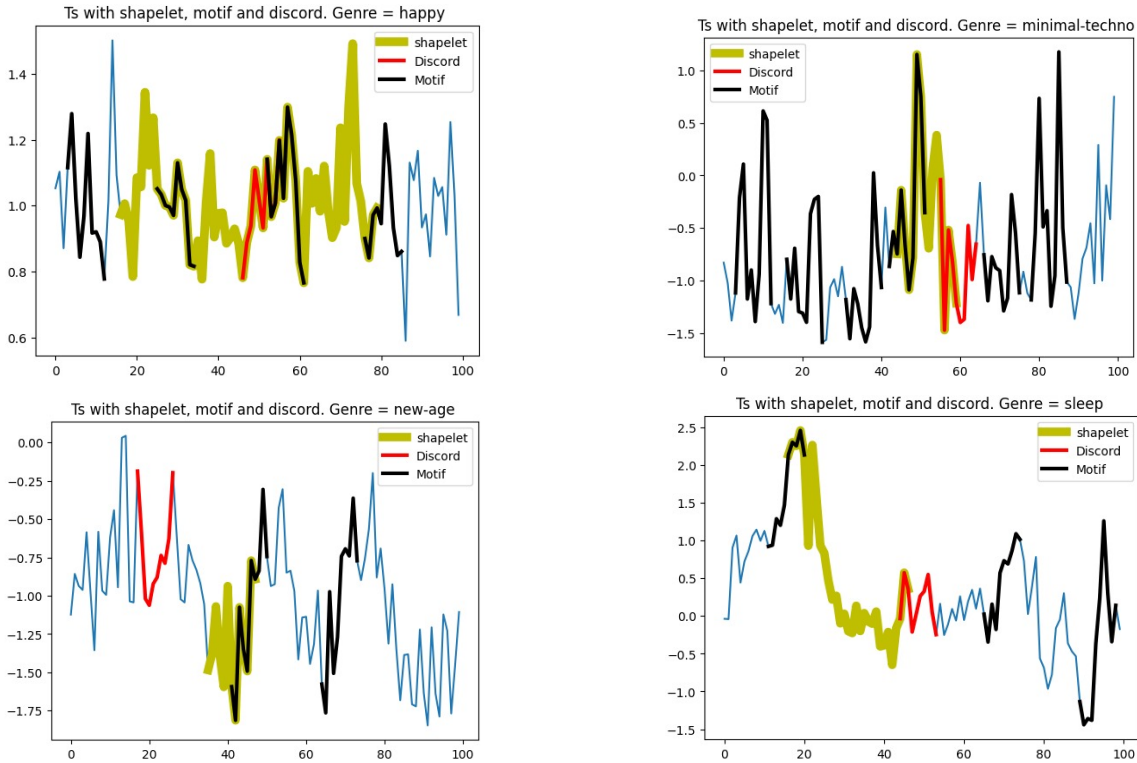 Ts with shapelet, motif and discord. Genre = happy
1.4
1.2
1.0
0.8
0.6
shapelet
Discord
Motif
0 20 40 60 80 100
Ts with shapelet, motif and discord. Genre = minimal-techno
1.0
0.5
0.0
−0.5
−1.0
−1.5
shapelet
Discord
Motif
0 20 40 60 80 100
Ts with shapelet, motif and discord. Genre = new-age
0.00
−0.25
−0.50
−0.75
−1.00
−1.25
−1.50
−1.75
shapelet
Discord
Motif
0 20 40 60 80 100
Ts with shapelet, motif and discord. Genre = sleep
2.5
2.0
1.5
1.0
0.5
0.0
−0.5
−1.0
−1.5
shapelet
Discord
Motif
0 20 40 60 80 100